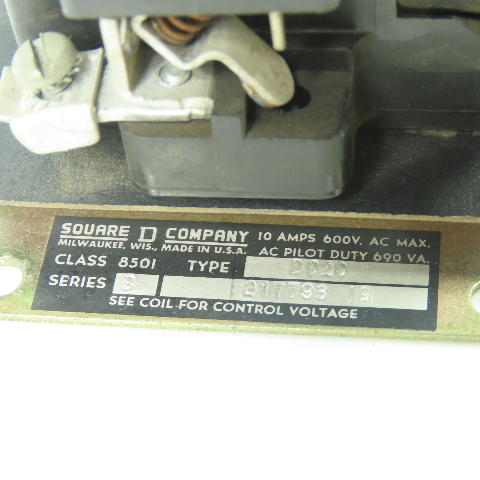 SQUARE D COMPANY 10 AMPS 600V. AC MAX.
MILWAUKEE, WIS., MADE IN U.S.A. AC PILOT DUTY 690 VA.
CLASS 8501 TYPE
SERIES B
SEE COIL FOR CONTROL VOLTAGE